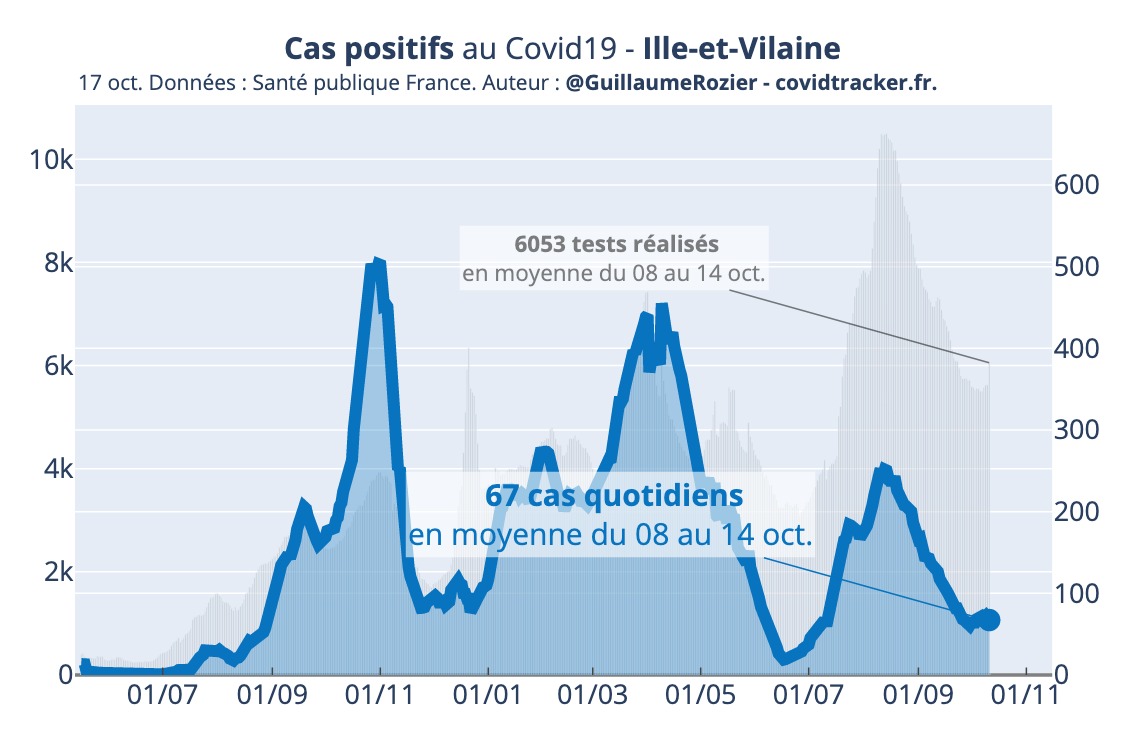 Cas positifs au Covid19 - Ille-et-Vilaine
17 oct. Données : Santé publique France. Auteur : @GuillaumeRozier - covidtracker.fr.
10k
8k
6k
4k
2k
0
600
500
400
300
200
100
0
6053 tests réalisés
en moyenne du 08 au 14 oct.
67 cas quotidiens
en moyenne du 08 au 14 oct.
01/07 01/09 01/11 01/01 01/03 01/05 01/07 01/09 01/11